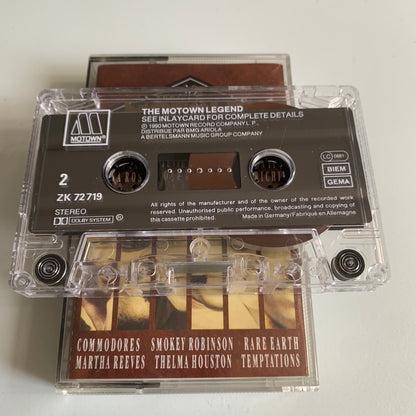 THE MOTOWN LEGEND
SEE INLAYCARD FOR COMPLETE DETAILS
℗ 1990 MOTOWN RECORD COMPANY L.P.
DISTRIBUE PAR BMG ARIOLA
A BERTELSMANN MUSIC GROUP COMPANY
MOTOWN®
2
ZK 72719
STEREO
DOLBY SYSTEM
LC 0881
BIEM
GEMA
All rights of the manufacturer and of the owner of the recorded work
reserved. Unauthorised public performance, broadcasting and copying of
this cassette prohibited.
Made in Germany/Fabriqué en Allemagne
COMMODORES SMOKEY ROBINSON RARE EARTH
MARTHA REEVES THELMA HOUSTON TEMPTATIONS